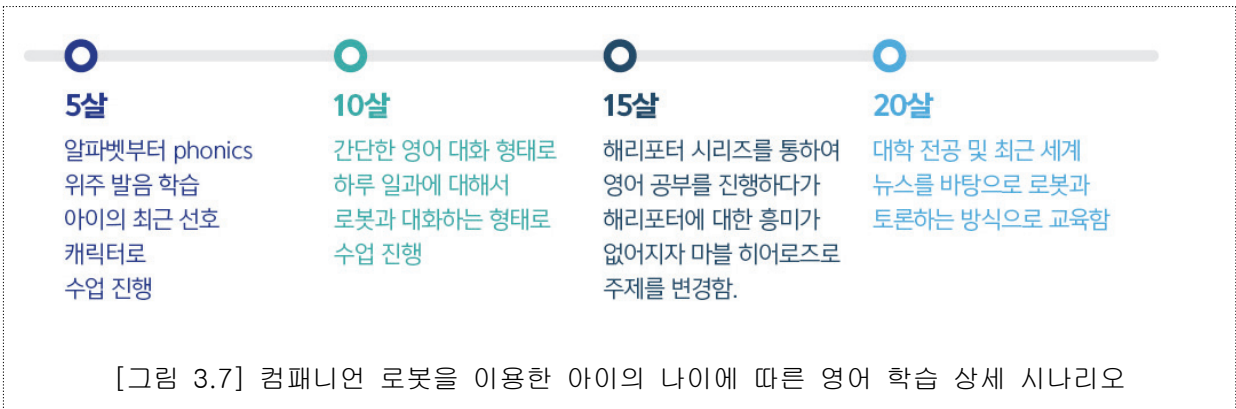 5살
알파벳부터 phonics
위주 발음 학습
아이의 최근 선호
캐릭터로
수업 진행
10살
간단한 영어 대화 형태로
하루 일과에 대해서
로봇과 대화하는 형태로
수업 진행
15살
해리포터 시리즈를 통하여
영어 공부를 진행하다가
해리포터에 대한 흥미가
없어지자 마블 히어로즈로
주제를 변경함.
20살
대학 전공 및 최근 세계
뉴스를 바탕으로 로봇과
토론하는 방식으로 교육함
[그림 3.7] 컴패니언 로봇을 이용한 아이의 나이에 따른 영어 학습 상세 시나리오